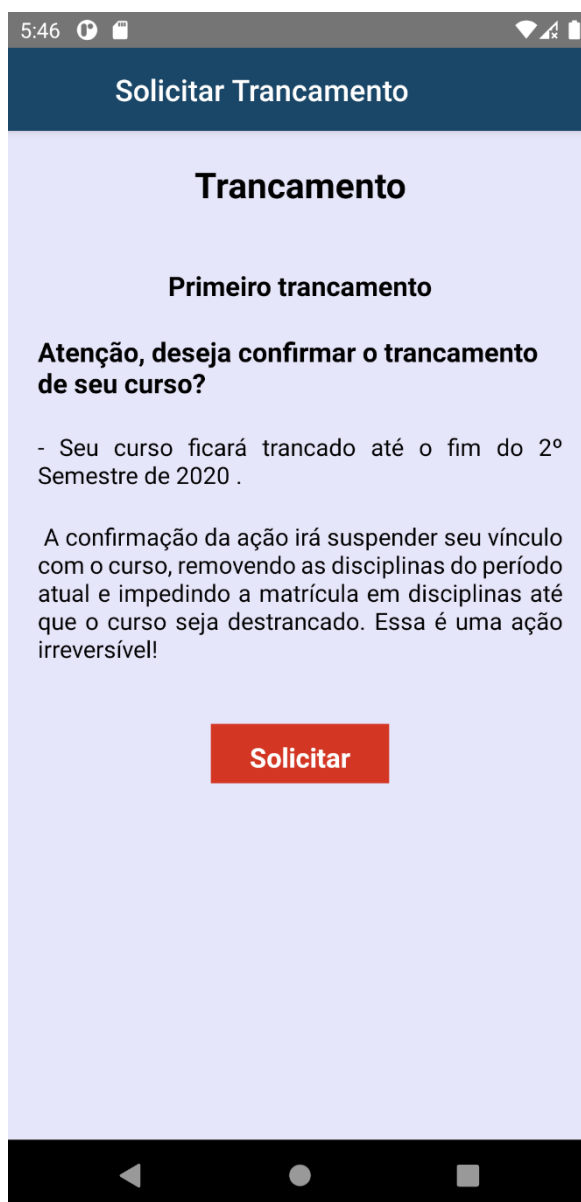 5:46
Solicitar Trancamento
Trancamento
Primeiro trancamento
Atenção, deseja confirmar o trancamento
de seu curso?
- Seu curso ficará trancado até o fim do 2º
Semestre de 2020 .
A confirmação da ação irá suspender seu vínculo
com o curso, removendo as disciplinas do período
atual e impedindo a matrícula em disciplinas até
que o curso seja destrancado. Essa é uma ação
irreversível!
Solicitar